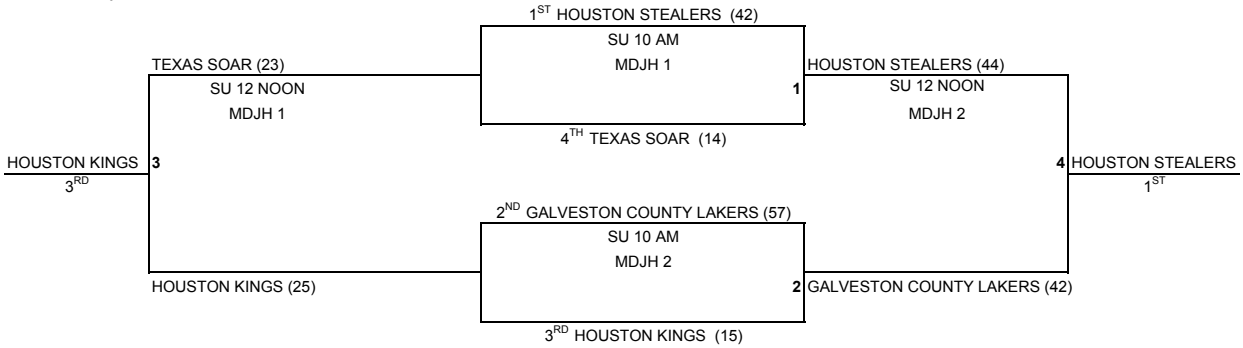 1ST HOUSTON STEALERS (42)
SU 10 AM
MDJH 1
TEXAS SOAR (23)
SU 12 NOON
MDJH 1
HOUSTON STEALERS (44)
SU 12 NOON
MDJH 2
1
4TH TEXAS SOAR (14)
HOUSTON KINGS
3RD
3
4
HOUSTON STEALERS
1ST
2ND GALVESTON COUNTY LAKERS (57)
SU 10 AM
MDJH 2
HOUSTON KINGS (25)
2
GALVESTON COUNTY LAKERS (42)
3RD HOUSTON KINGS (15)